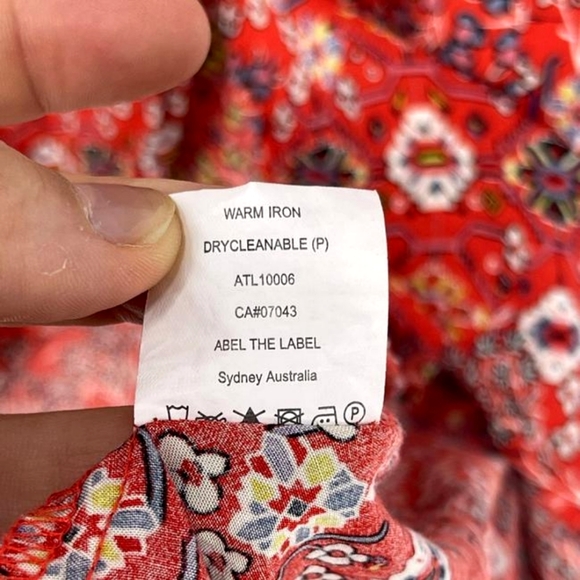 WARM IRON
DRYCLEANABLE (P)
ATL10006
CA#07043
ABEL THE LABEL
Sydney Australia
P